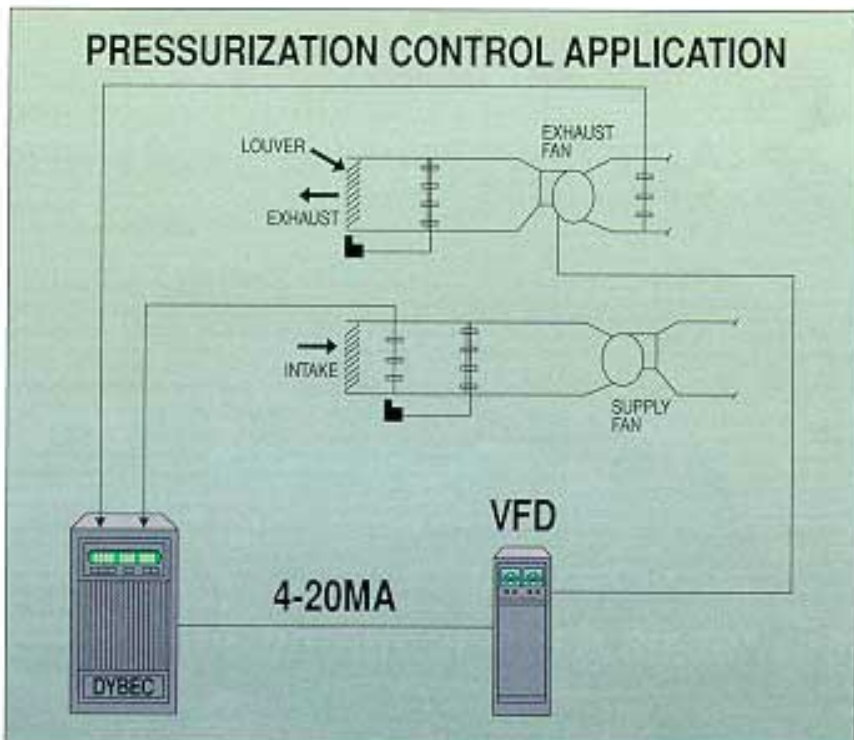 PRESSURIZATION CONTROL APPLICATION
EXHAUST
FAN
LOUVER
EXHAUST
INTAKE
SUPPLY
FAN
VFD
4-20MA
DYBEC